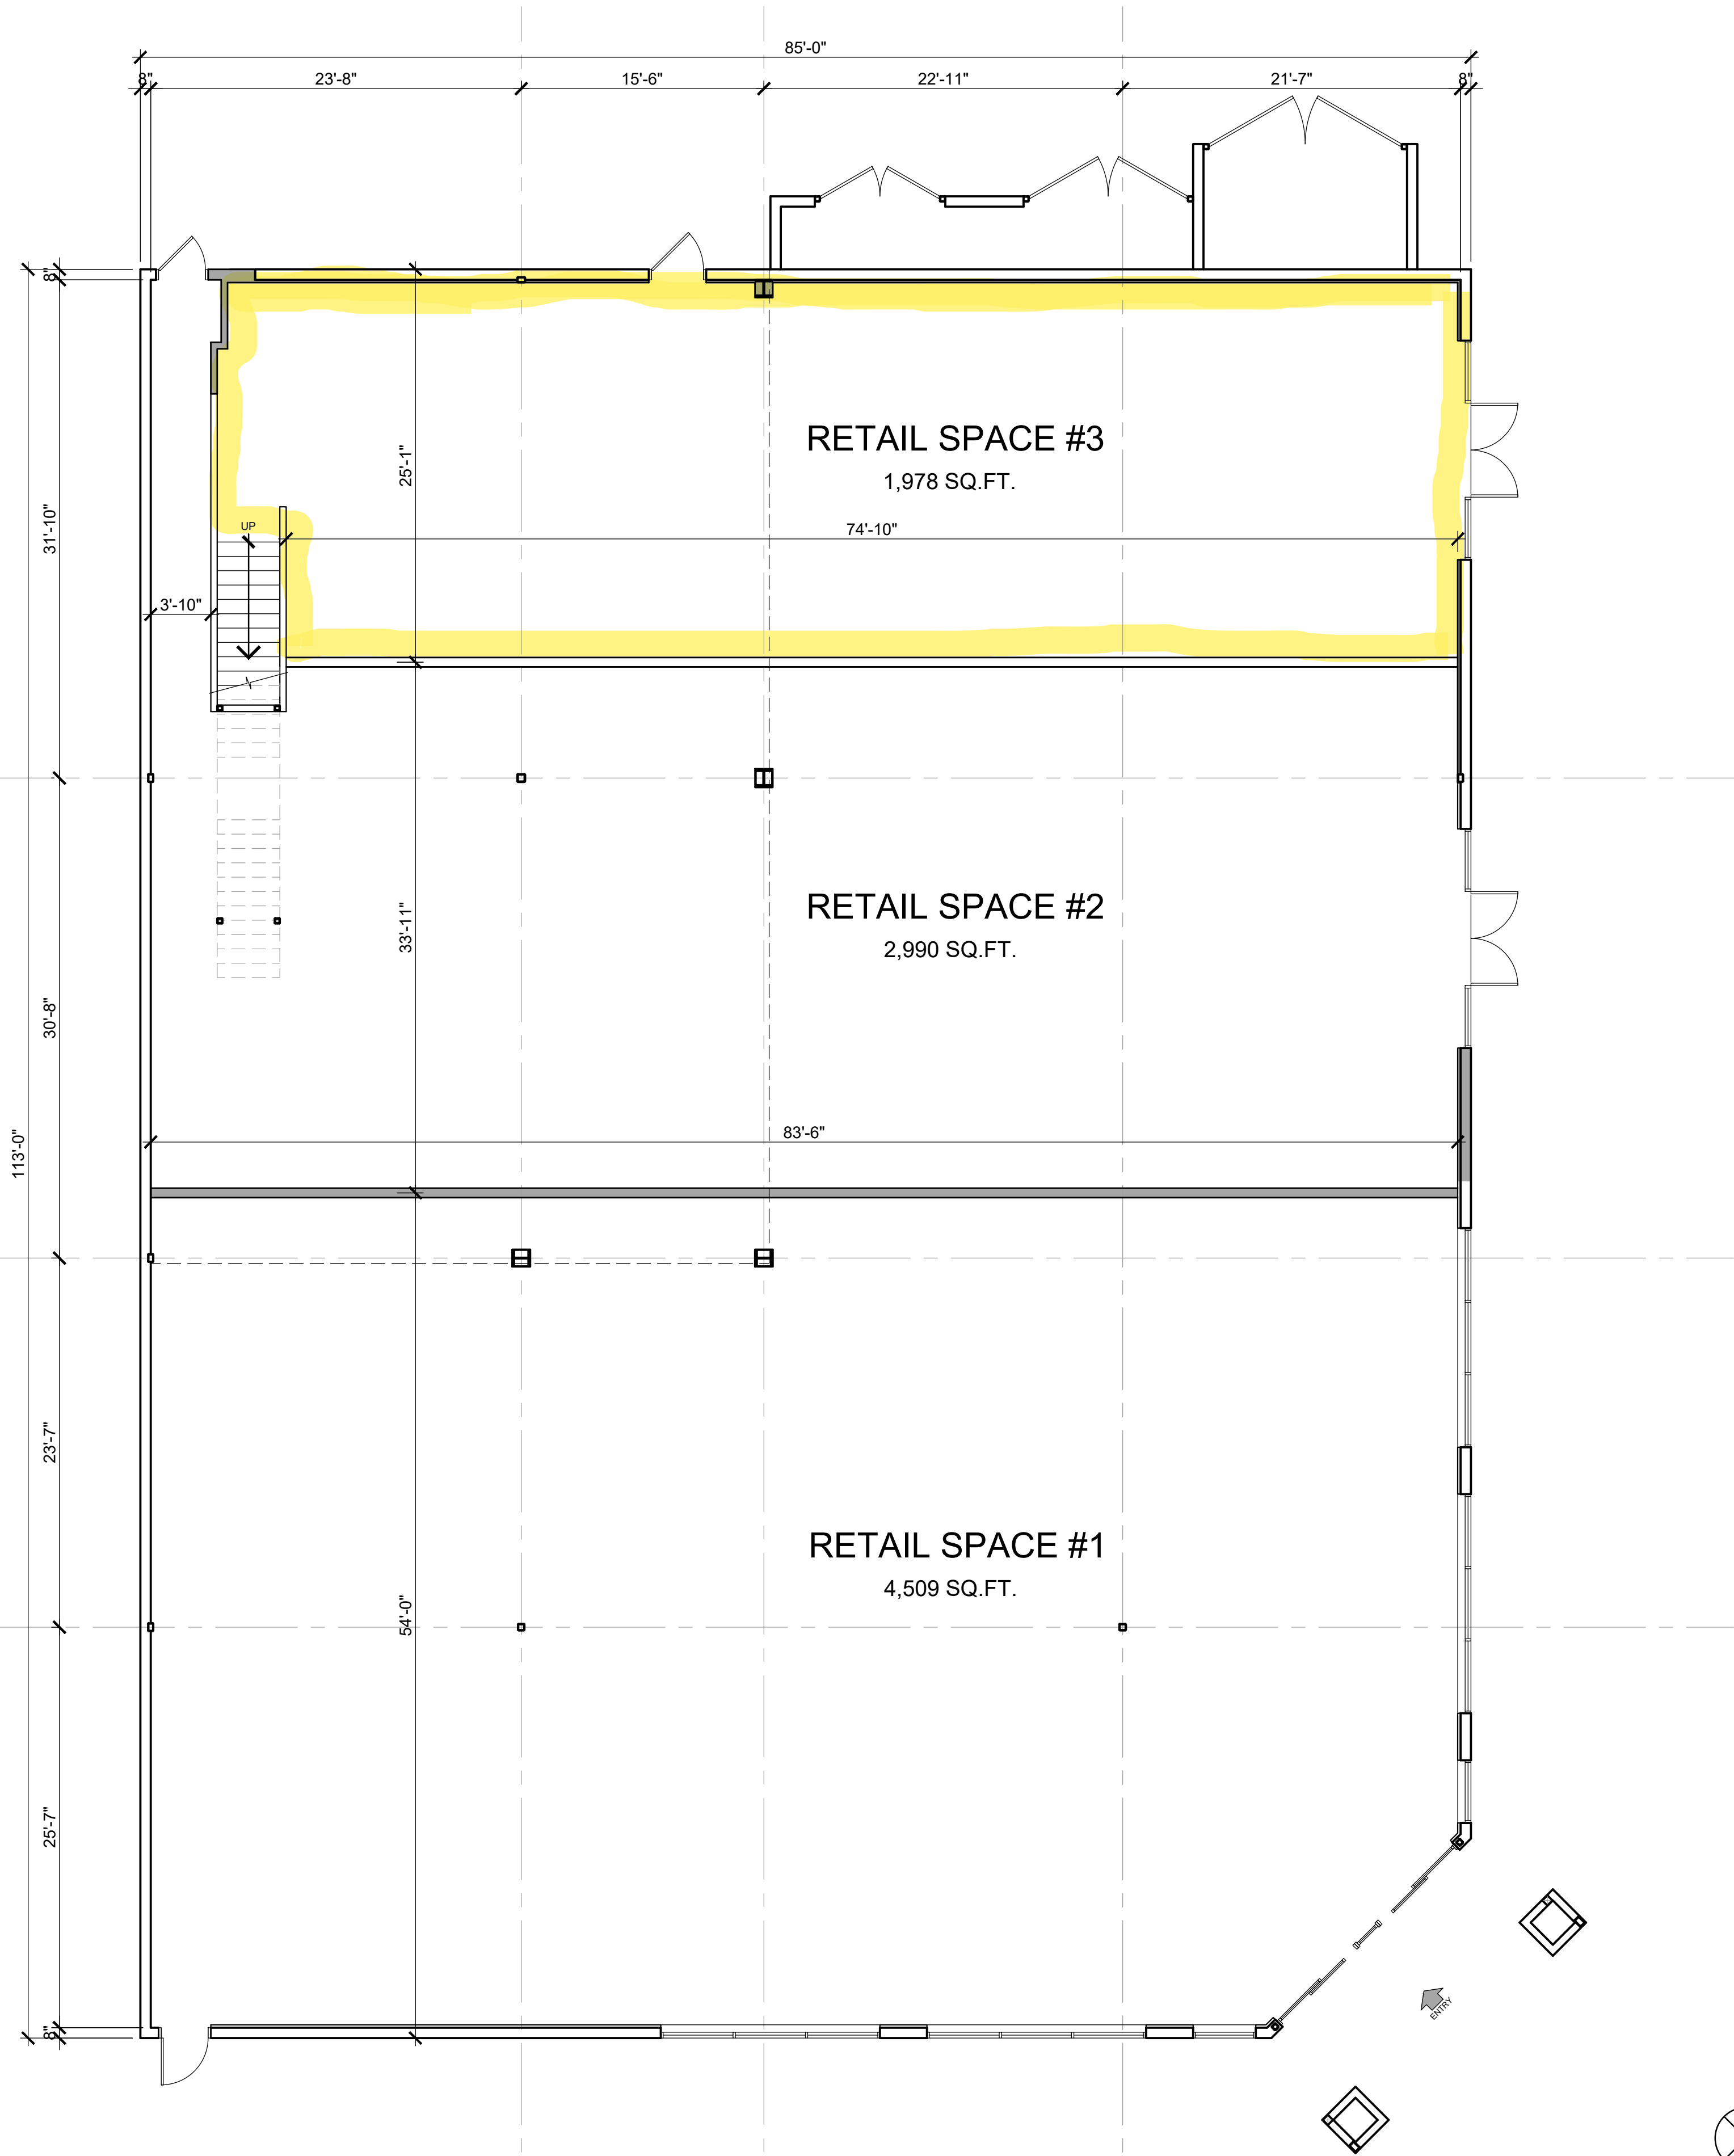 85'-0"
8" 23'-8" 15'-6" 22'-11" 21'-7" 8"
8"
RETAIL SPACE #3
25'-1"
1,978 SQ.FT.
31'-10"
UP
74'-10"
3'-10"
RETAIL SPACE #2
33'-11"
2,990 SQ.FT.
30'-8"
83'-6"
113'-0"
23'-7"
RETAIL SPACE #1
4,509 SQ.FT.
54'-0"
25'-7"
ENTRY
8"